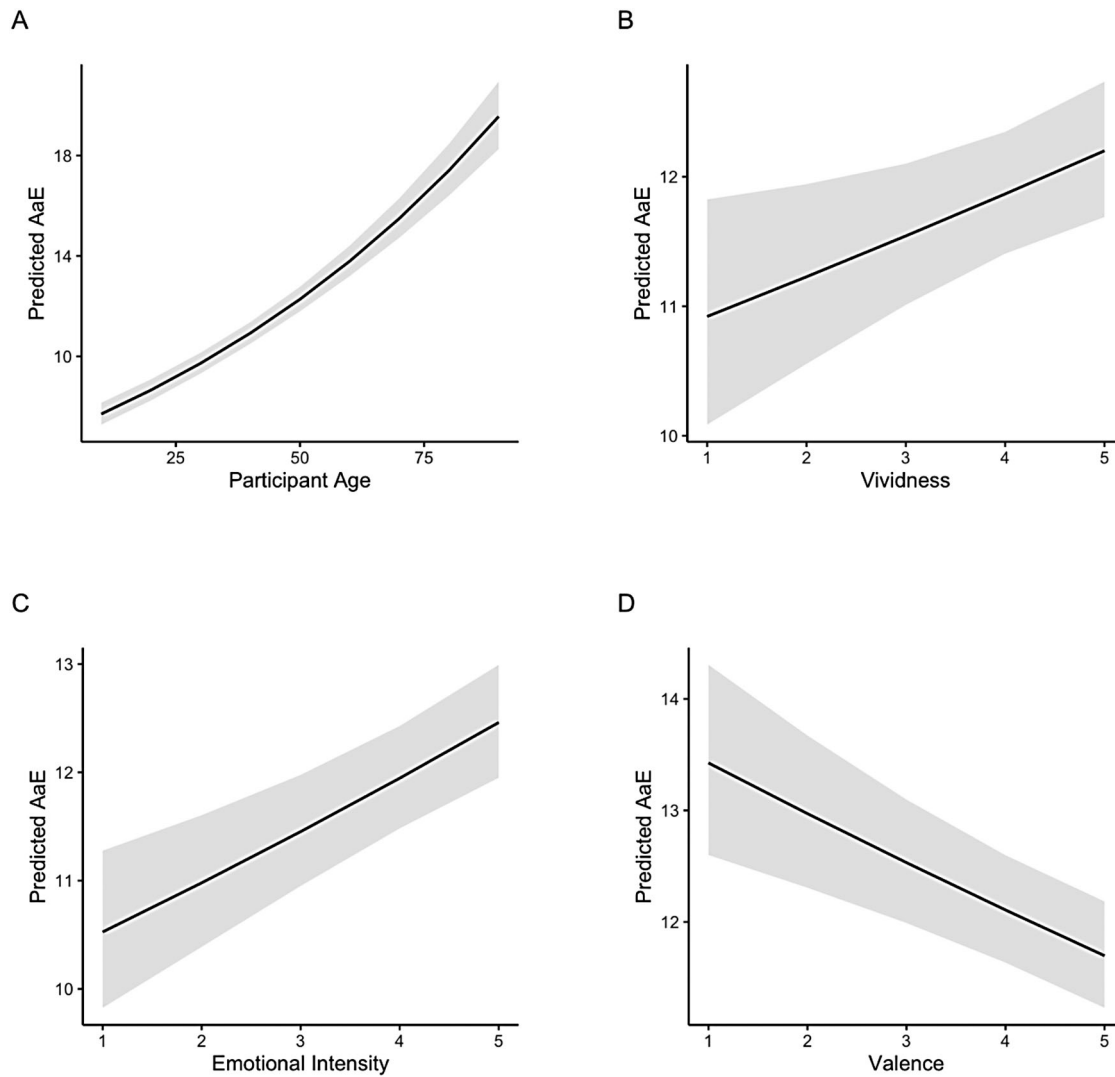 A
Predicted AaE
18
14
10
25 50 75
Participant Age
B
Predicted AaE
12
11
10
1 2 3 4 5
Vividness
C
Predicted AaE
13
12
11
10
1 2 3 4 5
Emotional Intensity
D
Predicted AaE
14
13
12
1 2 3 4 5
Valence